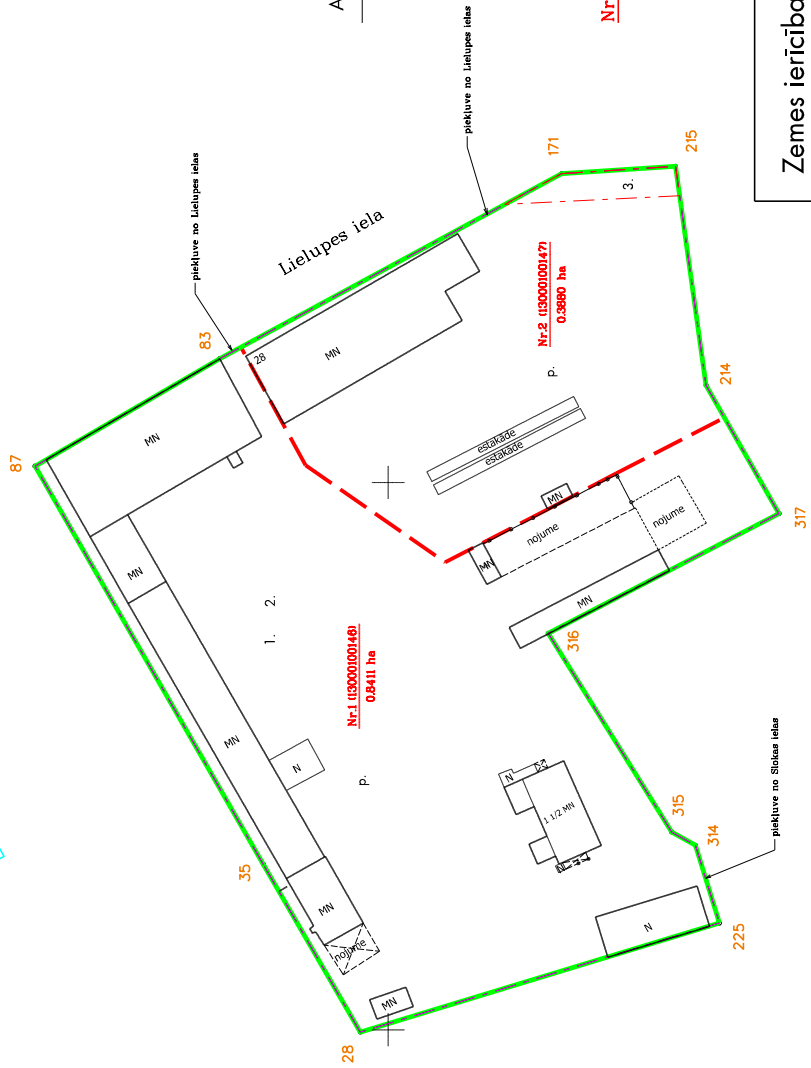 A
Nr
piekļuve no Lielupes ielas
piekļuve no Lielupes ielas
Zemes ierīcība
Lielupes iela
171
215
3.
83
28
MN
Nr.2 (13000100147)
0.3880 ha
p.
214
87
MN
estakāde
estakāde
MN
nojume
nojume
317
MN
MN
MN
316
1.
2.
Nr.1 (13000100146)
0.8411 ha
p.
MN
N
315
314
piekļuve no Slokas ielas
N
1 1/2 MN
N
35
MN
nojume
N
225
MN
28